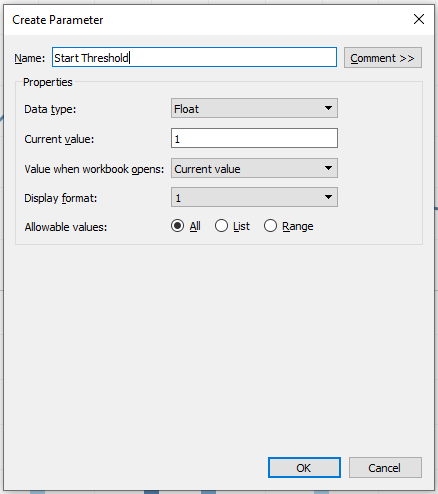 Create Parameter
Name: Start Threshold Comment >>
Properties
Data type: Float
Current value: 1
Value when workbook opens: Current value
Display format: 1
Allowable values: All List Range
OK Cancel